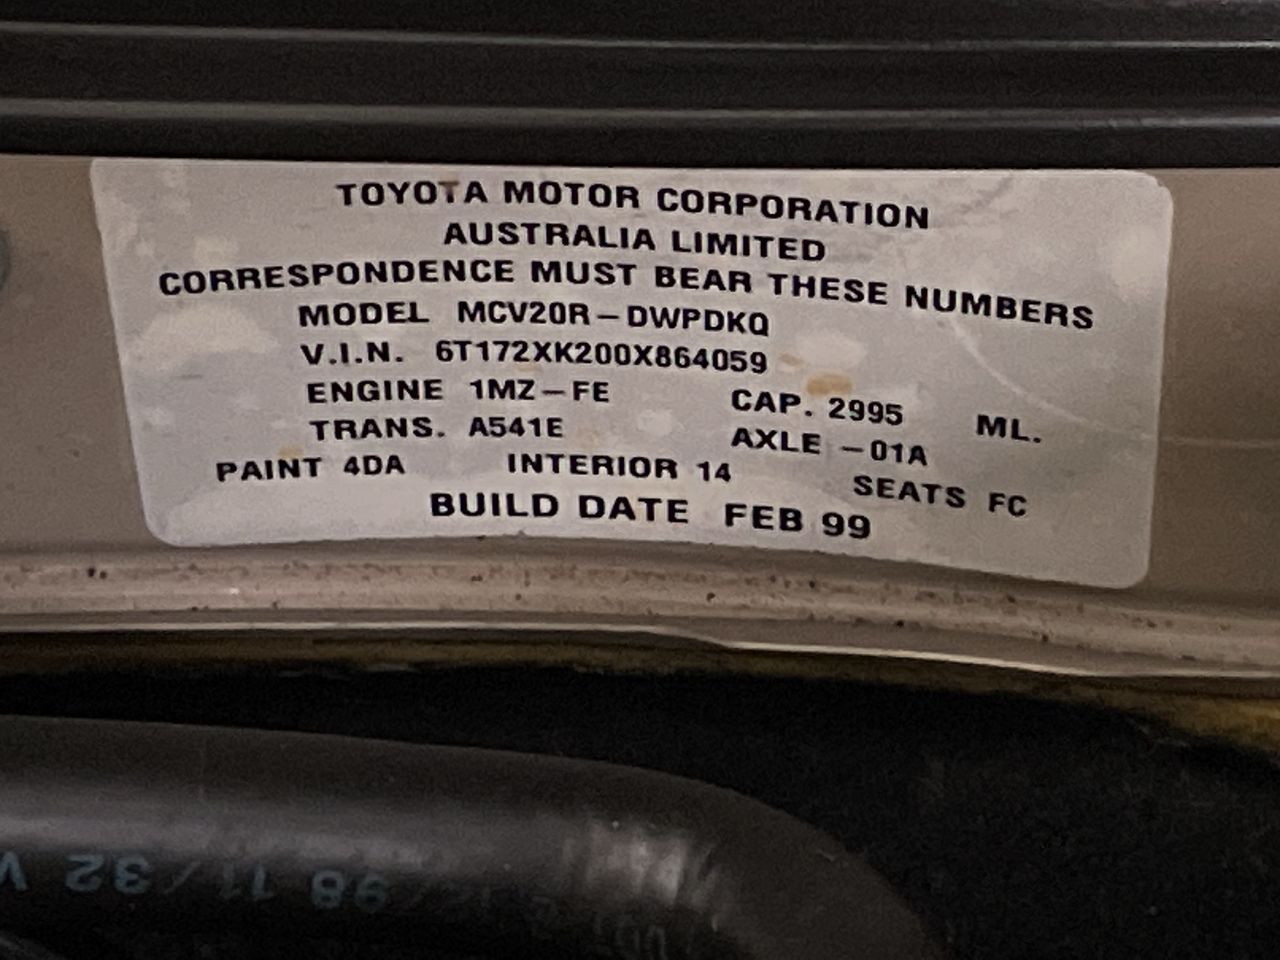 TOYOTA MOTOR CORPORATION
AUSTRALIA LIMITED
CORRESPONDENCE MUST BEAR THESE NUMBERS
MODEL MCV20R-DWPDKQ
V.I.N. 6T172XK200X864059
ENGINE 1MZ-FE CAP. 2995 ML.
TRANS. A541E AXLE -01A
PAINT 4DA INTERIOR 14 SEATS FC
BUILD DATE FEB 99